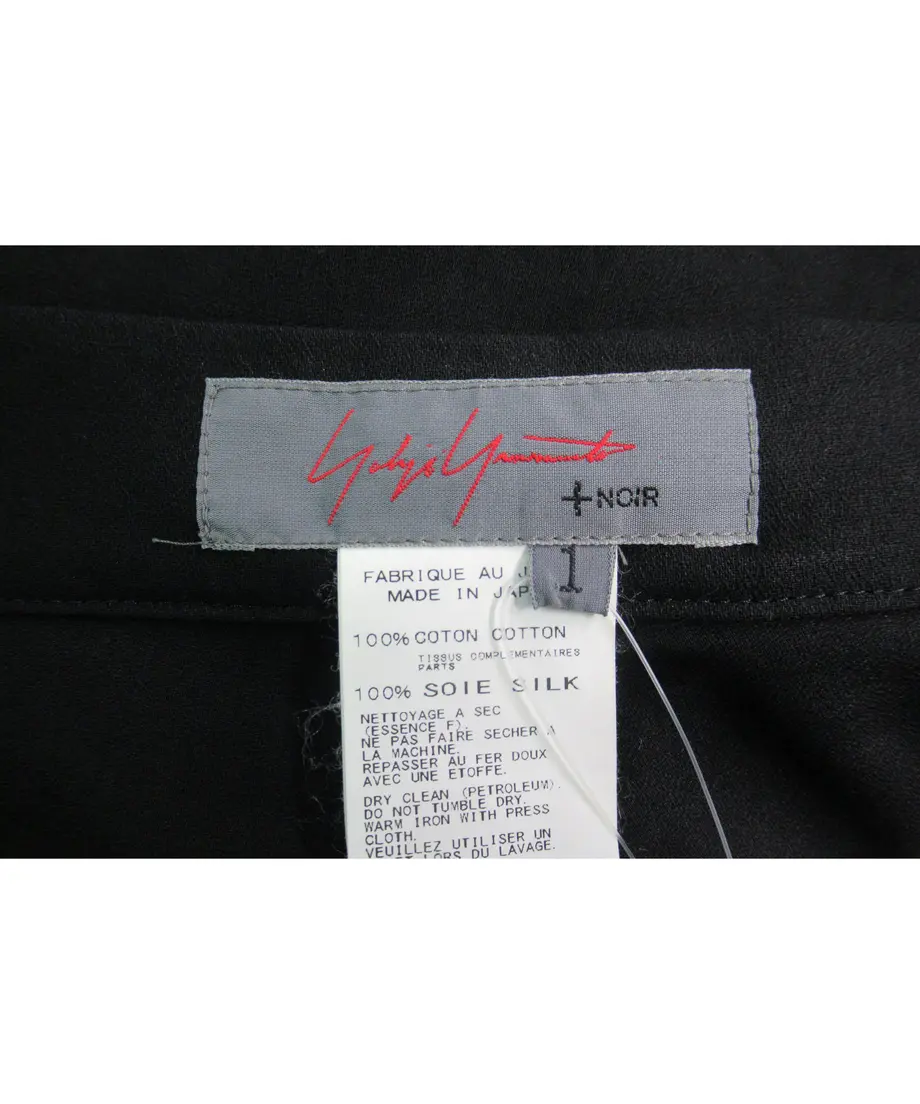 Yohji Yamamoto
+NOIR
1
FABRIQUE AU
MADE IN JAP
100% COTON COTTON
TISSUS COMPLEMENTAIRES
PARTS
100% SOIE SILK
NETTOYAGE A SEC
(ESSENCE F).
NE PAS FAIRE SECHER A
LA MACHINE.
REPASSER AU FER DOUX
AVEC UNE ETOFFE.
DRY CLEAN (PETROLEUM).
DO NOT TUMBLE DRY.
WARM IRON WITH PRESS
CLOTH.
VEUILLEZ UTILISER UN
LORS DU LAVAGE.